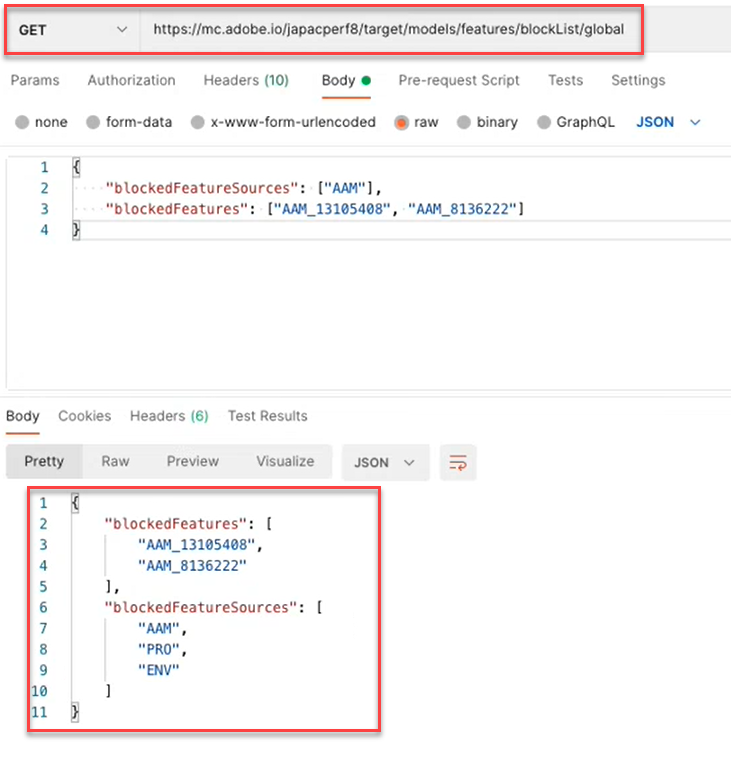 GET https://mc.adobe.io/japacperf8/target/models/features/blockList/global
Params Authorization Headers (10) Body Pre-request Script Tests Settings
none form-data x-www-form-urlencoded raw binary GraphQL JSON
1 {
2 "blockedFeatureSources": ["AAM"],
3 "blockedFeatures": ["AAM_13105408", "AAM_8136222"]
4 }
Body Cookies Headers (6) Test Results
Pretty Raw Preview Visualize JSON
1 {
2 "blockedFeatures": [
3 "AAM_13105408",
4 "AAM_8136222"
5 ],
6 "blockedFeatureSources": [
7 "AAM",
8 "PRO",
9 "ENV"
10 ]
11 }